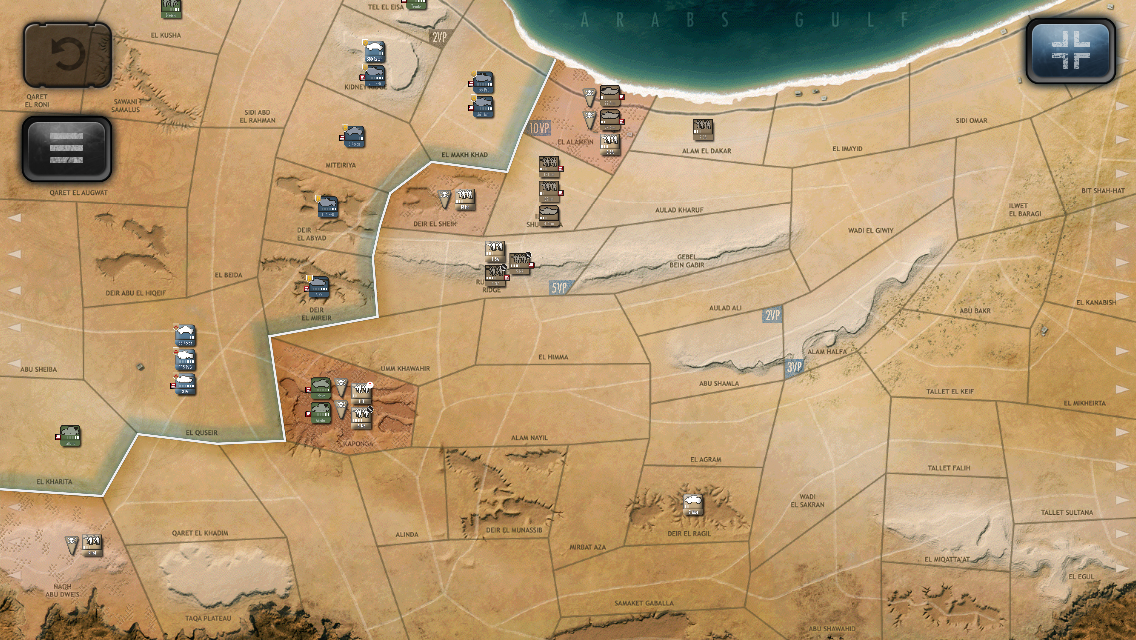 TEL EL EISA
EL KUSHA
2VP
ARABS GULF
KIDNEY RIDGE
QARET
EL RONI
SAWANI
SAMALUS
SIDI ABD
EL RAHMAN
10VP
EL ALAMEIN
SIDI OMAR
EL MAKH KHAD
ALAM EL DAKAR
EL IMAYID
MITEIRIYA
QARET EL AUGWAT
BIT SHAH-HAT
DEIR EL SHEIN
AULAD KHARUF
ILWET
EL BARAGI
DEIR
EL ABYAD
WADI EL GIWIY
GEBEL
BEIN GABIR
EL BEIDA
DEIR ABU EL HIQEIF
RIDGE
5VP
EL KANABISH
DEIR
EL MIREIR
AULAD ALI
2VP
ABU BAKR
EL HIMMA
ALAM HALFA
ABU SHEIBA
UMM KHAWAHIR
3VP
ABU SHAMLA
TALLET EL KEIF
EL MIKHEIRTA
EL QUSEIR
KAPONGA
ALAM NAYIL
EL AGRAM
TALLET FALIH
EL KHARITA
WADI
EL SAKRAN
TALLET SULTANA
QARET EL KHADIM
ALINDA
DEIR EL MUNASSIB
DEIR EL RAGIL
MIRBAT AZA
EL MIQATTA'AT
EL EGUL
NAGH
ABU DWEIS
TAQA PLATEAU
SAMAKET GABALLA
ABU SHAWAHID